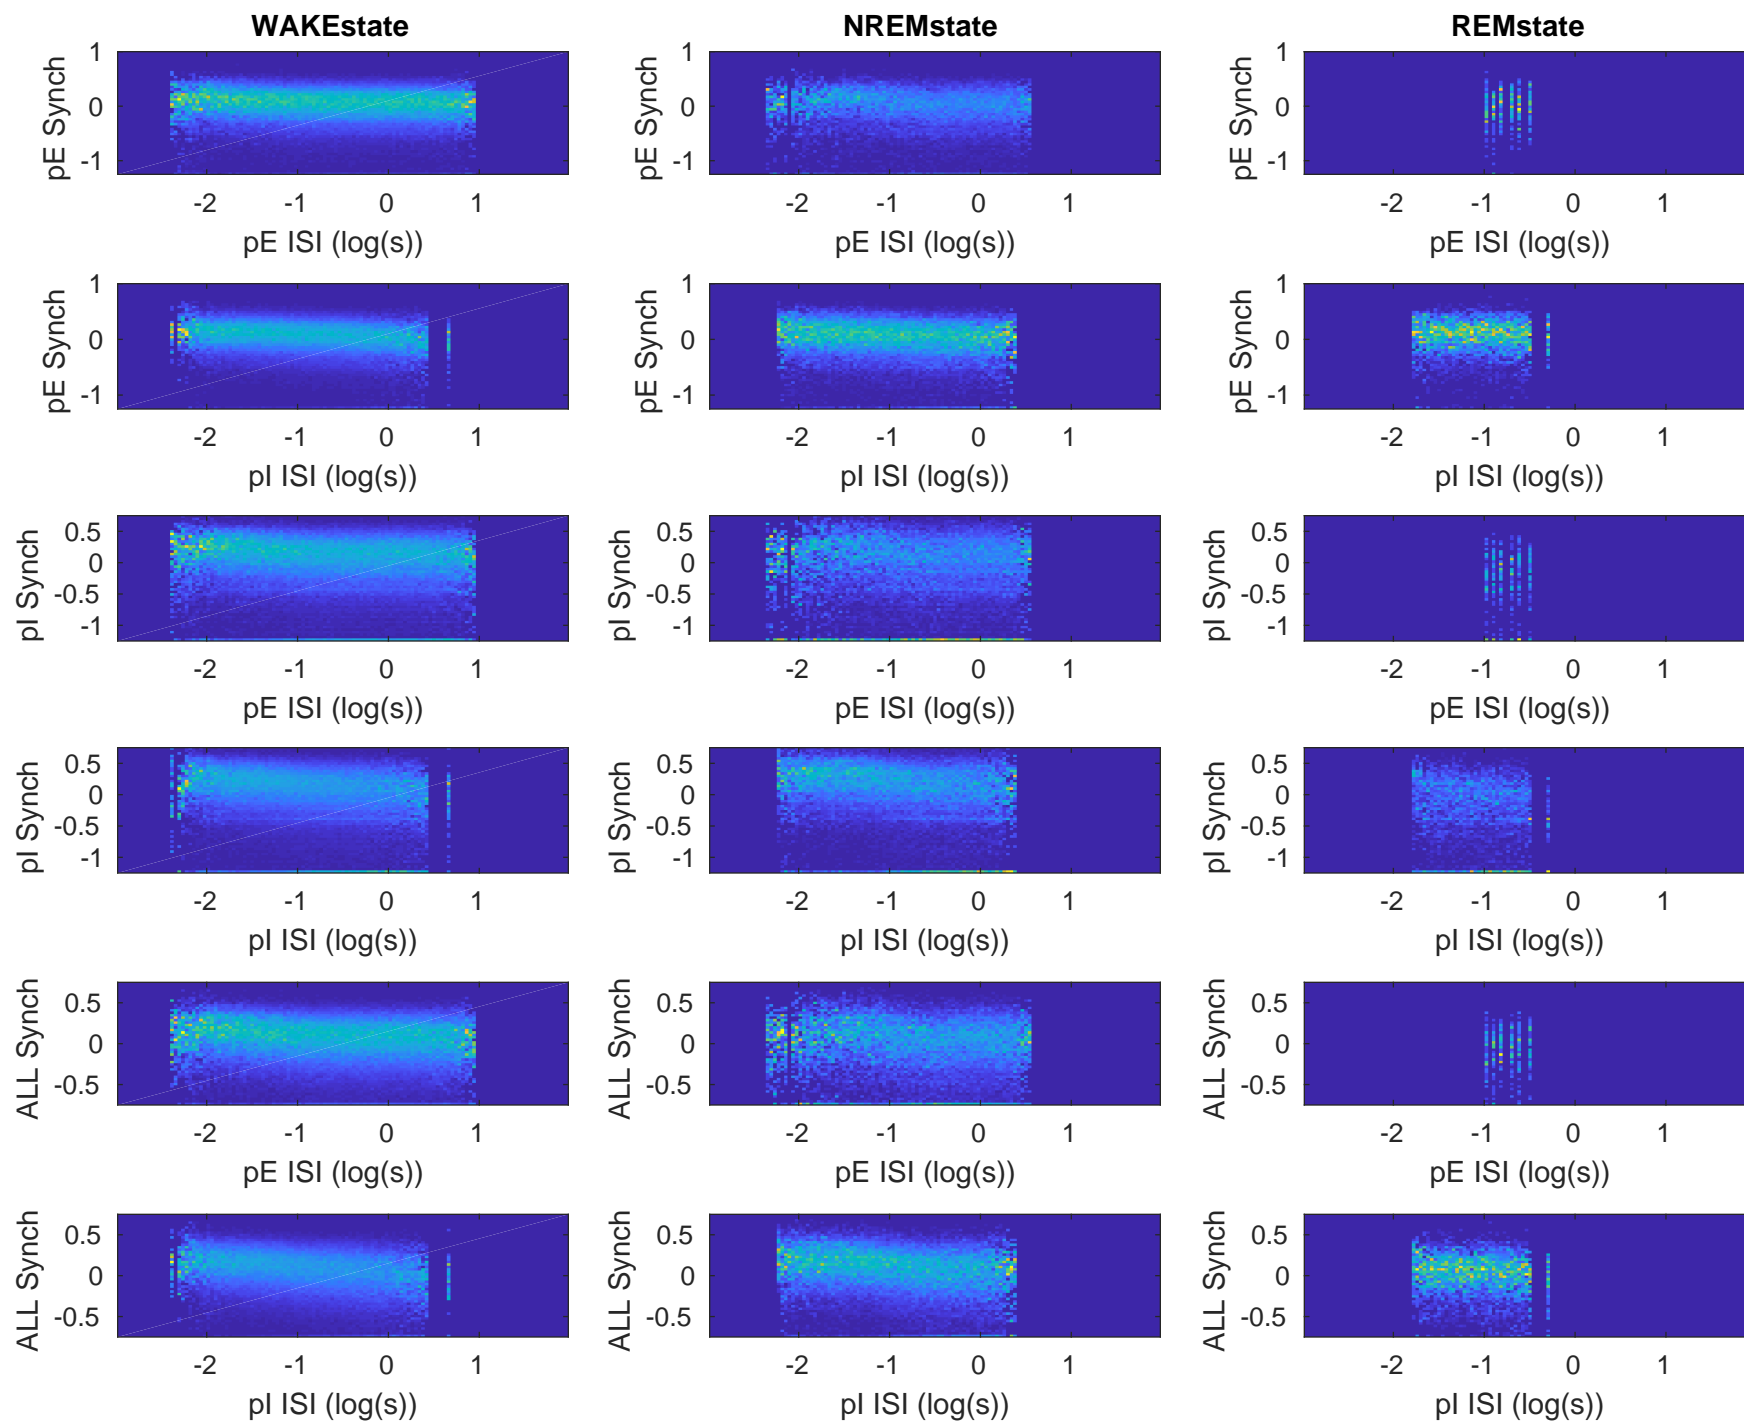 WAKEstate NREMstate REMstate
1 1 1
pE Synch 0 pE Synch 0 pE Synch 0
-1 -1 -1
-2 -1 0 1 -2 -1 0 1 -2 -1 0 1
pE ISI (log(s)) pE ISI (log(s)) pE ISI (log(s))
1 1 1
pE Synch 0 pE Synch 0 pE Synch 0
-1 -1 -1
-2 -1 0 1 -2 -1 0 1 -2 -1 0 1
pI ISI (log(s)) pI ISI (log(s)) pI ISI (log(s))
0.5 0.5 0.5
pI Synch 0 pI Synch 0 pI Synch 0
-0.5 -0.5 -0.5
-1 -1 -1
-2 -1 0 1 -2 -1 0 1 -2 -1 0 1
pE ISI (log(s)) pE ISI (log(s)) pE ISI (log(s))
0.5 0.5 0.5
pI Synch 0 pI Synch 0 pI Synch 0
-0.5 -0.5 -0.5
-1 -1 -1
-2 -1 0 1 -2 -1 0 1 -2 -1 0 1
pI ISI (log(s)) pI ISI (log(s)) pI ISI (log(s))
0.5 0.5 0.5
ALL Synch 0 ALL Synch 0 ALL Synch 0
-0.5 -0.5 -0.5
-2 -1 0 1 -2 -1 0 1 -2 -1 0 1
pE ISI (log(s)) pE ISI (log(s)) pE ISI (log(s))
0.5 0.5 0.5
ALL Synch 0 ALL Synch 0 ALL Synch 0
-0.5 -0.5 -0.5
-2 -1 0 1 -2 -1 0 1 -2 -1 0 1
pI ISI (log(s)) pI ISI (log(s)) pI ISI (log(s))